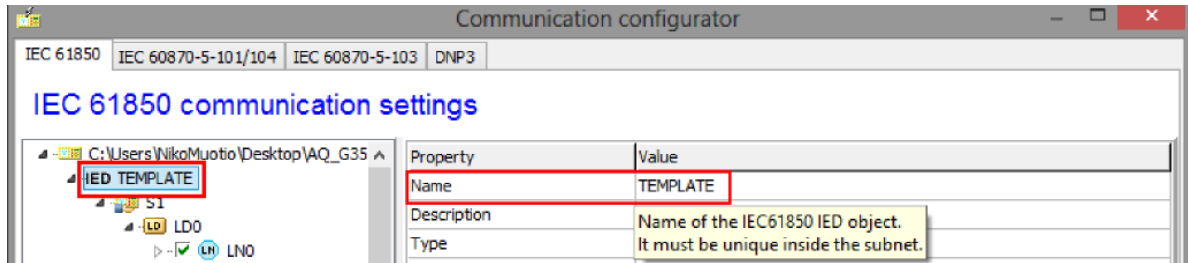 Communication configurator
IEC 61850 IEC 60870-5-101/104 IEC 60870-5-103 DNP3
IEC 61850 communication settings
C:\Users\NikoMuotio\Desktop\AQ_G35
IED TEMPLATE
S1
LD LD0
LN LN0
Property Value
Name TEMPLATE
Description
Type
Name of the IEC61850 IED object.
It must be unique inside the subnet.